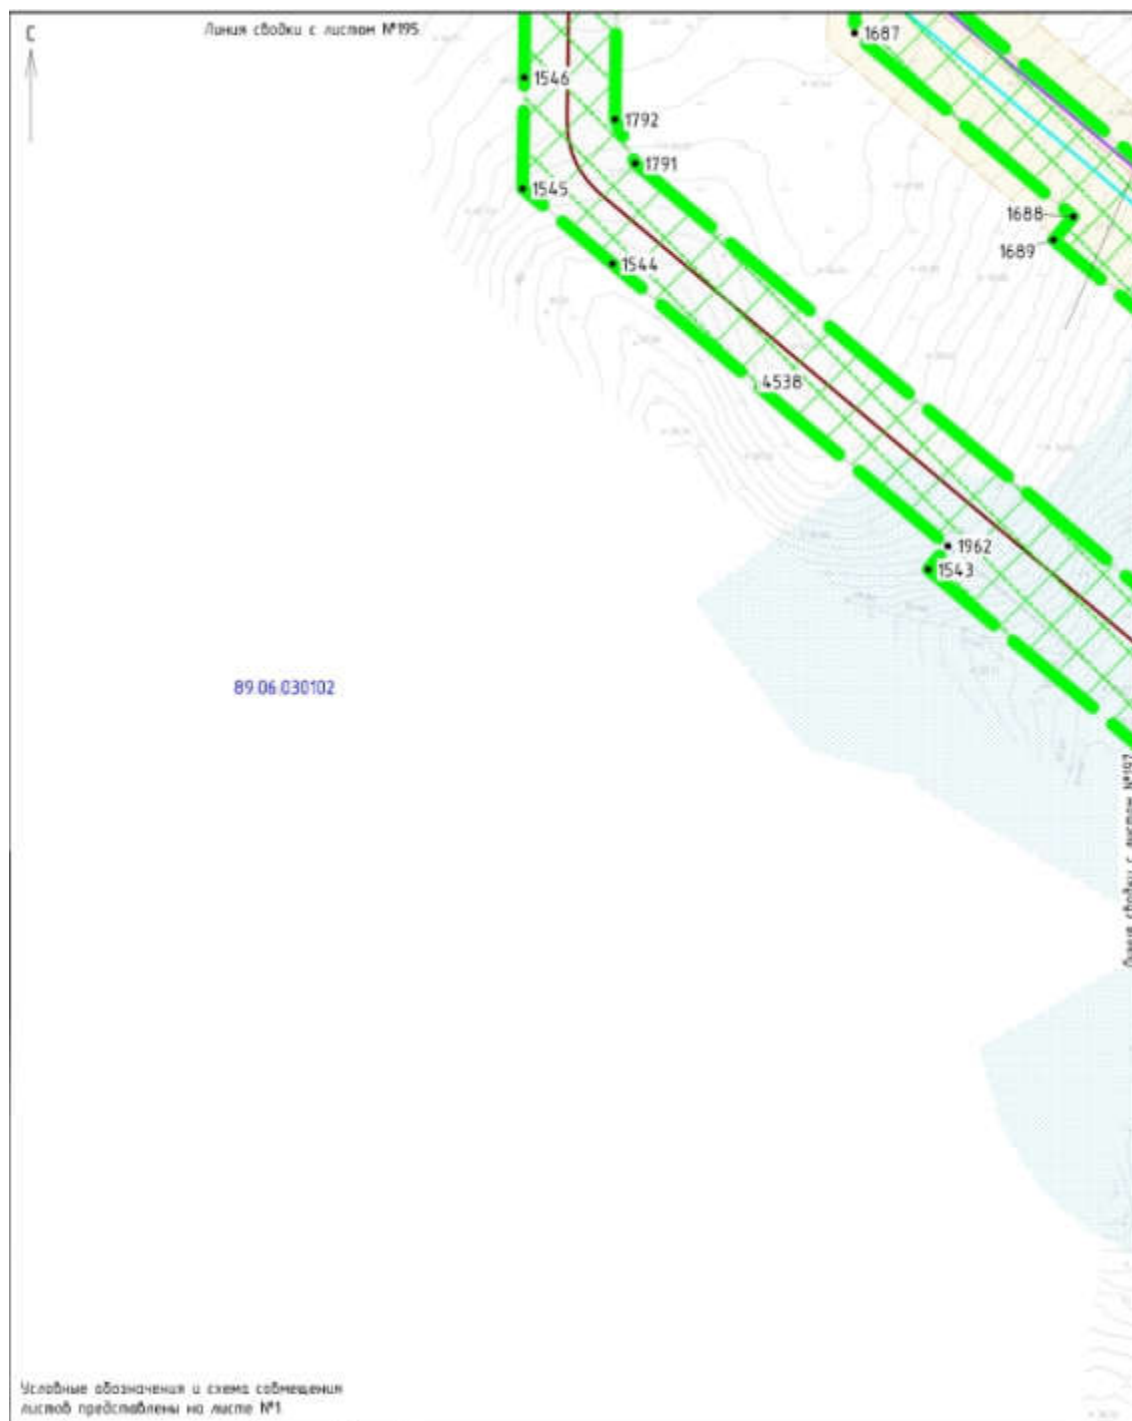 С
Линия сводки с листом №195
1687
1546
1792
1791
1545
1688
1689
1544
4538
1962
1543
89.06.030102
Линия сводки с листом №197
Условные обозначения и схема совмещения
листов представлены на листе №1